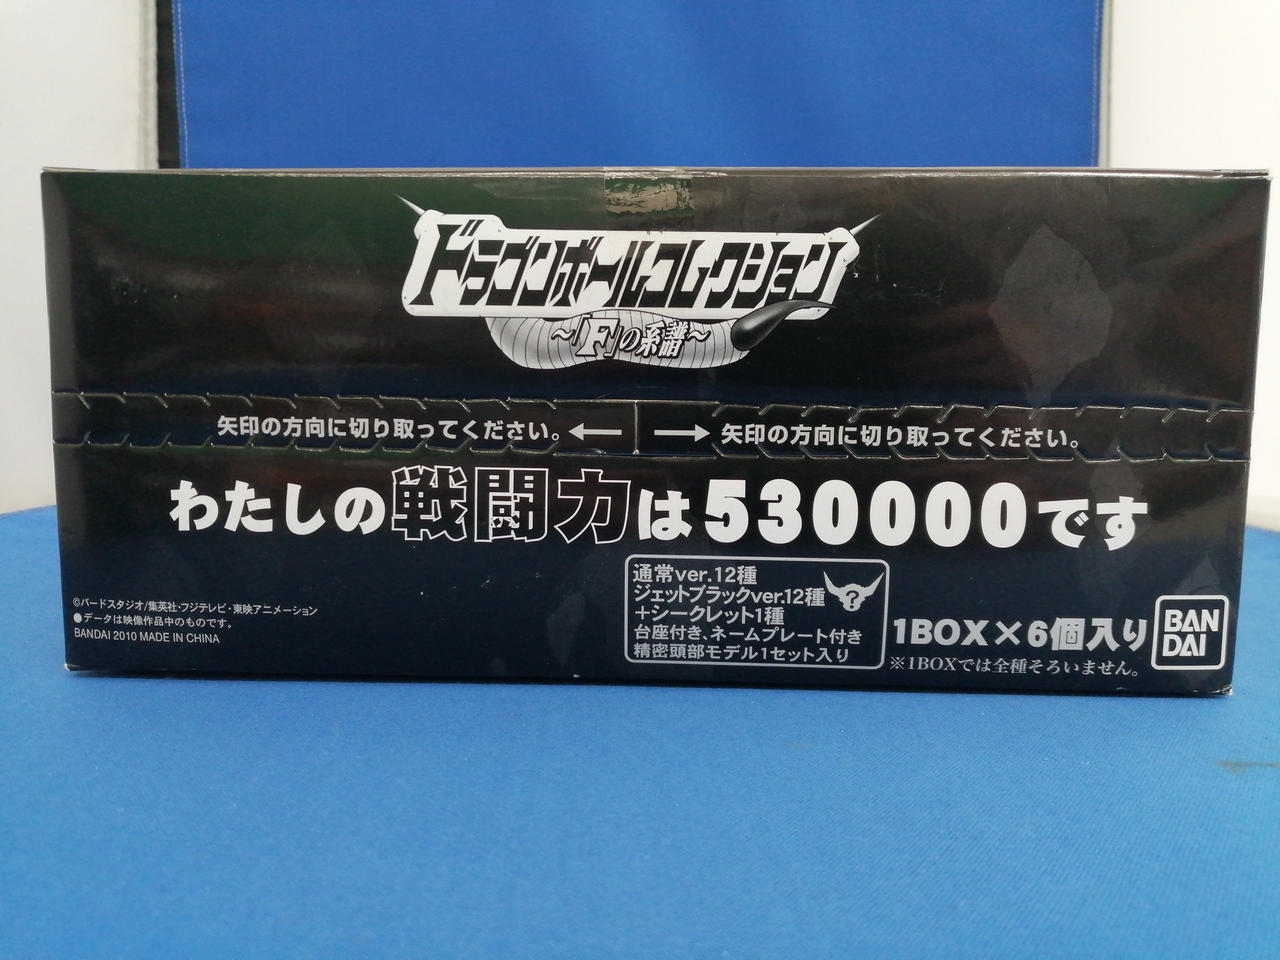 ドラゴンボールコレクション
～「F」の系譜～
矢印の方向に切り取ってください。← → 矢印の方向に切り取ってください。
わたしの戦闘力は530000です
©バードスタジオ/集英社・フジテレビ・東映アニメーション
●データは映像作品中のものです。
BANDAI 2010 MADE IN CHINA
通常ver.12種
ジェットブラックver.12種
＋シークレット1種
台座付き、ネームプレート付き
精密頭部モデル1セット入り
?
1BOX×6個入り
※1BOXでは全種そろいません。
BAN
DAI